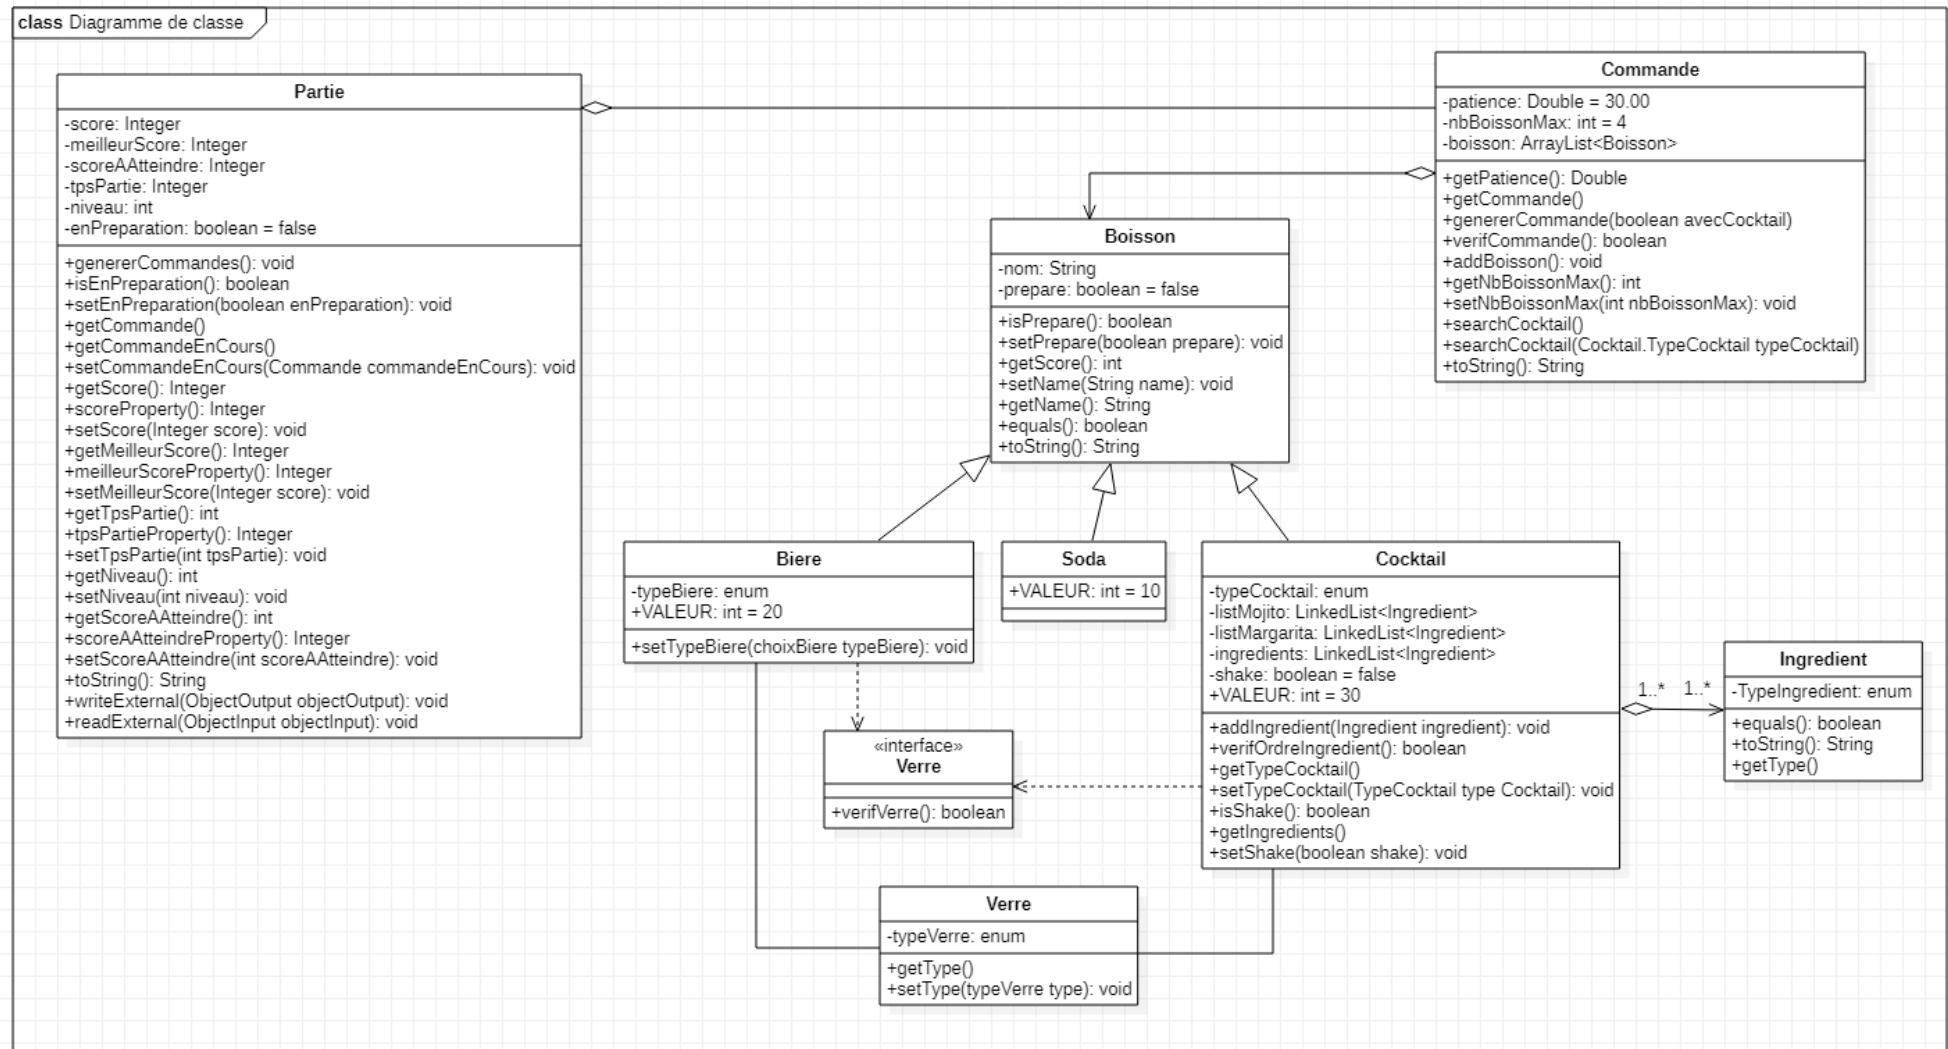 class Diagramme de classe
Partie
-score: Integer
-meilleurScore: Integer
-scoreAAtteindre: Integer
-tpsPartie: Integer
-niveau: int
-enPreparation: boolean = false
+genererCommandes(): void
+isEnPreparation(): boolean
+setEnPreparation(boolean enPreparation): void
+getCommande()
+getCommandeEnCours()
+setCommandeEnCours(Commande commandeEnCours): void
+getScore(): Integer
+scoreProperty(): Integer
+setScore(Integer score): void
+getMeilleurScore(): Integer
+meilleurScoreProperty(): Integer
+setMeilleurScore(Integer score): void
+getTpsPartie(): int
+tpsPartieProperty(): Integer
+setTpsPartie(int tpsPartie): void
+getNiveau(): int
+setNiveau(int niveau): void
+getScoreAAtteindre(): int
+scoreAAtteindreProperty(): Integer
+setScoreAAtteindre(int scoreAAtteindre): void
+toString(): String
+writeExternal(ObjectOutput objectOutput): void
+readExternal(ObjectInput objectInput): void
Commande
-patience: Double = 30.00
-nbBoissonMax: int = 4
-boisson: ArrayList<Boisson>
+getPatience(): Double
+getCommande()
+genererCommande(boolean avecCocktail)
+verifCommande(): boolean
+addBoisson(): void
+getNbBoissonMax(): int
+setNbBoissonMax(int nbBoissonMax): void
+searchCocktail()
+searchCocktail(Cocktail.TypeCocktail typeCocktail)
+toString(): String
Boisson
-nom: String
-prepare: boolean = false
+isPrepare(): boolean
+setPrepare(boolean prepare): void
+getScore(): int
+setName(String name): void
+getName(): String
+equals(): boolean
+toString(): String
Biere
-typeBiere: enum
+VALEUR: int = 20
+setTypeBiere(choixBiere typeBiere): void
Soda
+VALEUR: int = 10
Cocktail
-typeCocktail: enum
-listMojito: LinkedList<Ingredient>
-listMargarita: LinkedList<Ingredient>
-ingredients: LinkedList<Ingredient>
-shake: boolean = false
+VALEUR: int = 30
+addIngredient(Ingredient ingredient): void
+verifOrdreIngredient(): boolean
+getTypeCocktail()
+setTypeCocktail(TypeCocktail type Cocktail): void
+isShake(): boolean
+getIngredients()
+setShake(boolean shake): void
1..* 1..*
Ingredient
-TypeIngredient: enum
+equals(): boolean
+toString(): String
+getType()
«interface»
Verre
+verifVerre(): boolean
Verre
-typeVerre: enum
+getType()
+setType(typeVerre type): void